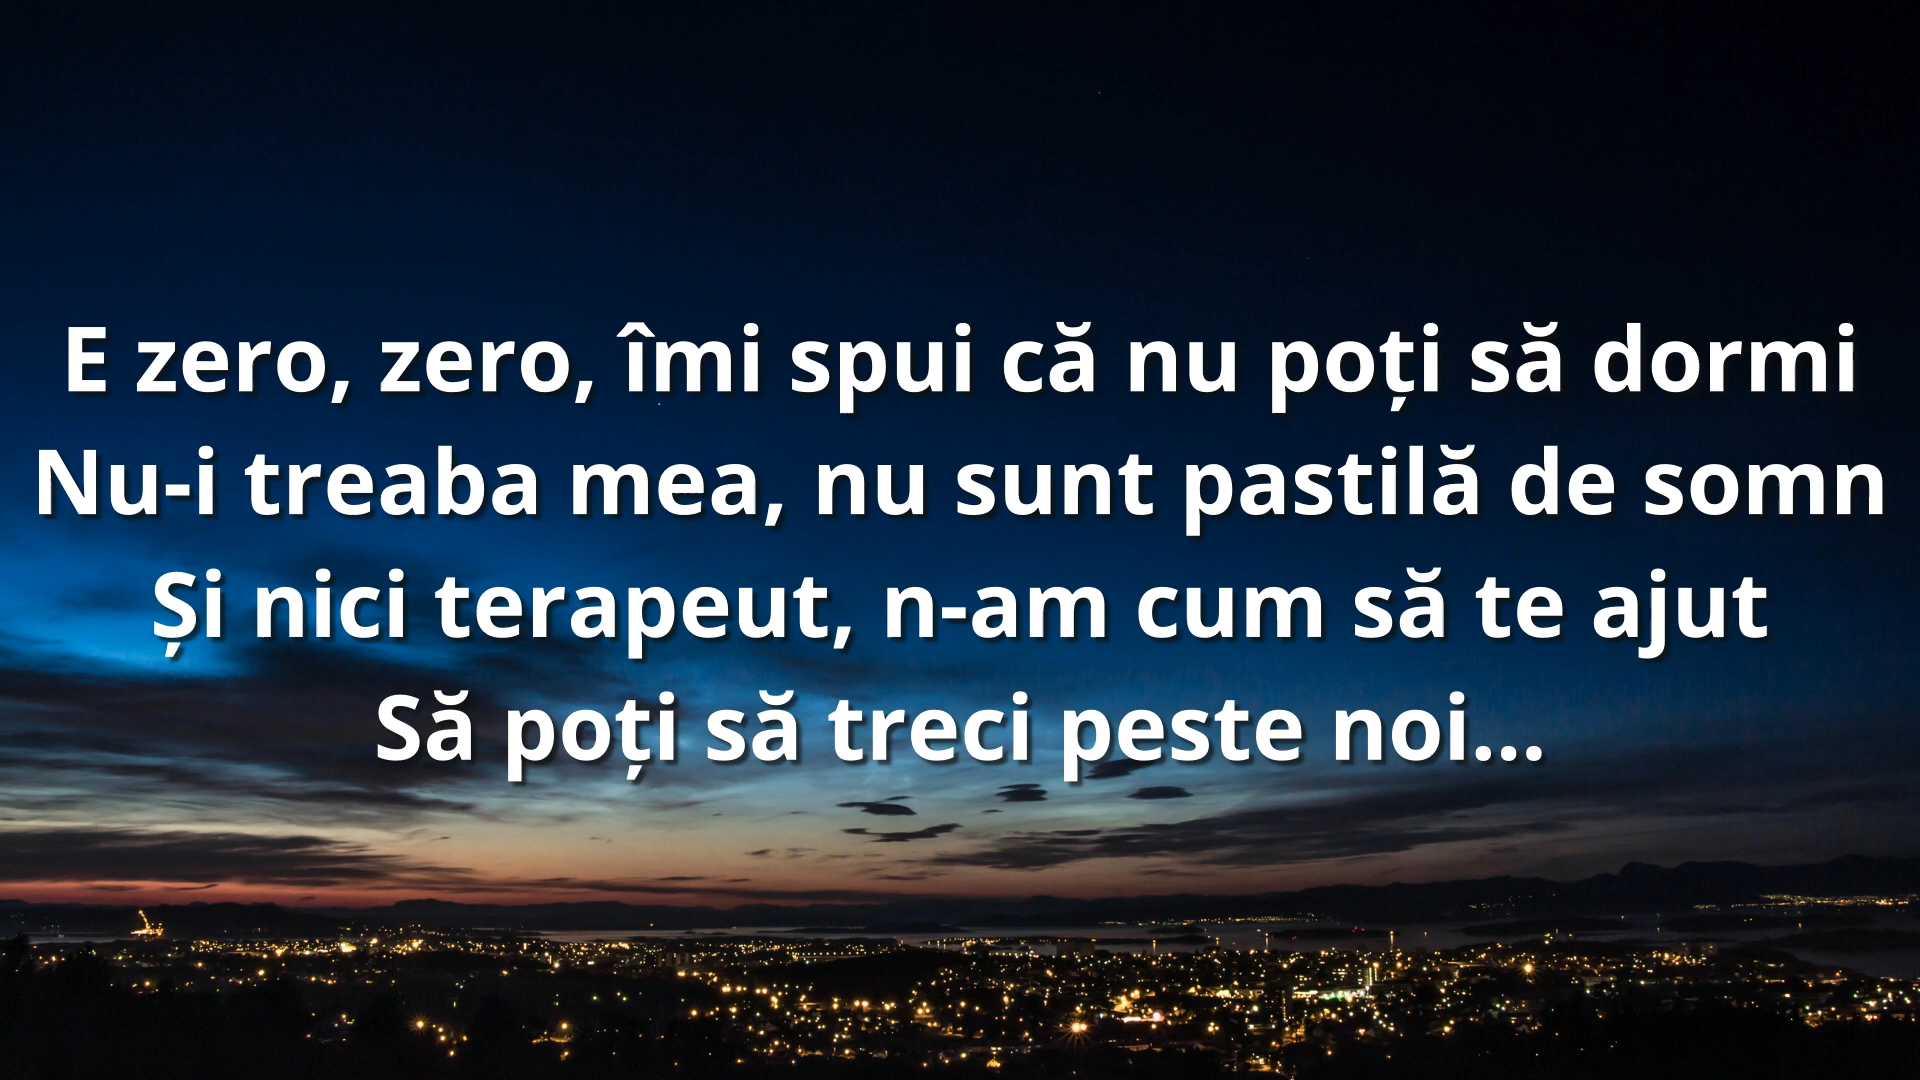 E zero, zero, îmi spui că nu poți să dormi
Nu-i treaba mea, nu sunt pastilă de somn
Și nici terapeut, n-am cum să te ajut
Să poți să treci peste noi...